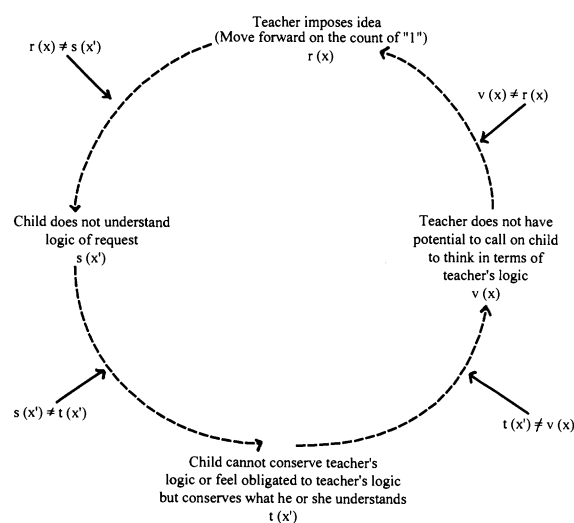 Teacher imposes idea
(Move forward on the count of "1")
r (x)
r (x) ≠ s (x')
v (x) ≠ r (x)
Child does not understand
logic of request
s (x')
Teacher does not have
potential to call on child
to think in terms of
teacher's logic
v (x)
s (x') ≠ t (x')
t (x') ≠ v (x)
Child cannot conserve teacher's
logic or feel obligated to teacher's logic
but conserves what he or she understands
t (x')